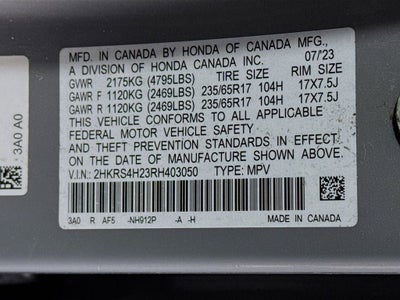 MFD. IN CANADA BY HONDA OF CANADA MFG.,
A DIVISION OF HONDA CANADA INC. 07/23
GVWR 2175KG (4795LBS) TIRE SIZE RIM SIZE
GAWR F 1120KG (2469LBS) 235/65R17 104H 17X7.5J
GAWR R 1120KG (2469LBS) 235/65R17 104H 17X7.5J
THIS VEHICLE CONFORMS TO ALL APPLICABLE
FEDERAL MOTOR VEHICLE SAFETY
AND THEFT PREVENTION STANDARDS IN
EFFECT ON THE DATE OF MANUFACTURE
SHOWN ABOVE.
V.I.N.: 2HKRS4H23RH403050 TYPE: MPV
3A0 R AF5 -NH912P -A -H
MADE IN CANADA
3A0 A0